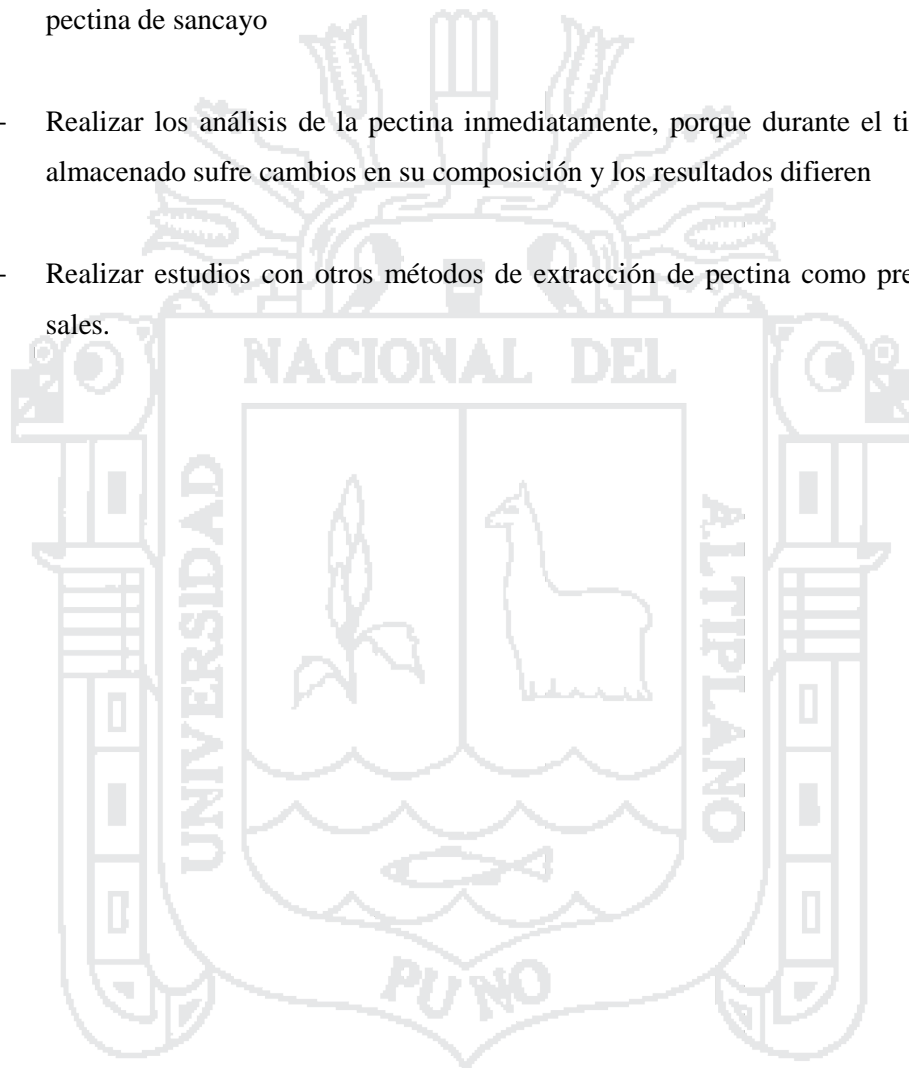 pectina de sancayo
- Realizar los análisis de la pectina inmediatamente, porque durante el
almacenado sufre cambios en su composición y los resultados difieren
- Realizar estudios con otros métodos de extracción de pectina como
sales.
NACIONAL DEL
UNIVERSIDAD
ALTIPLANO
PUNO